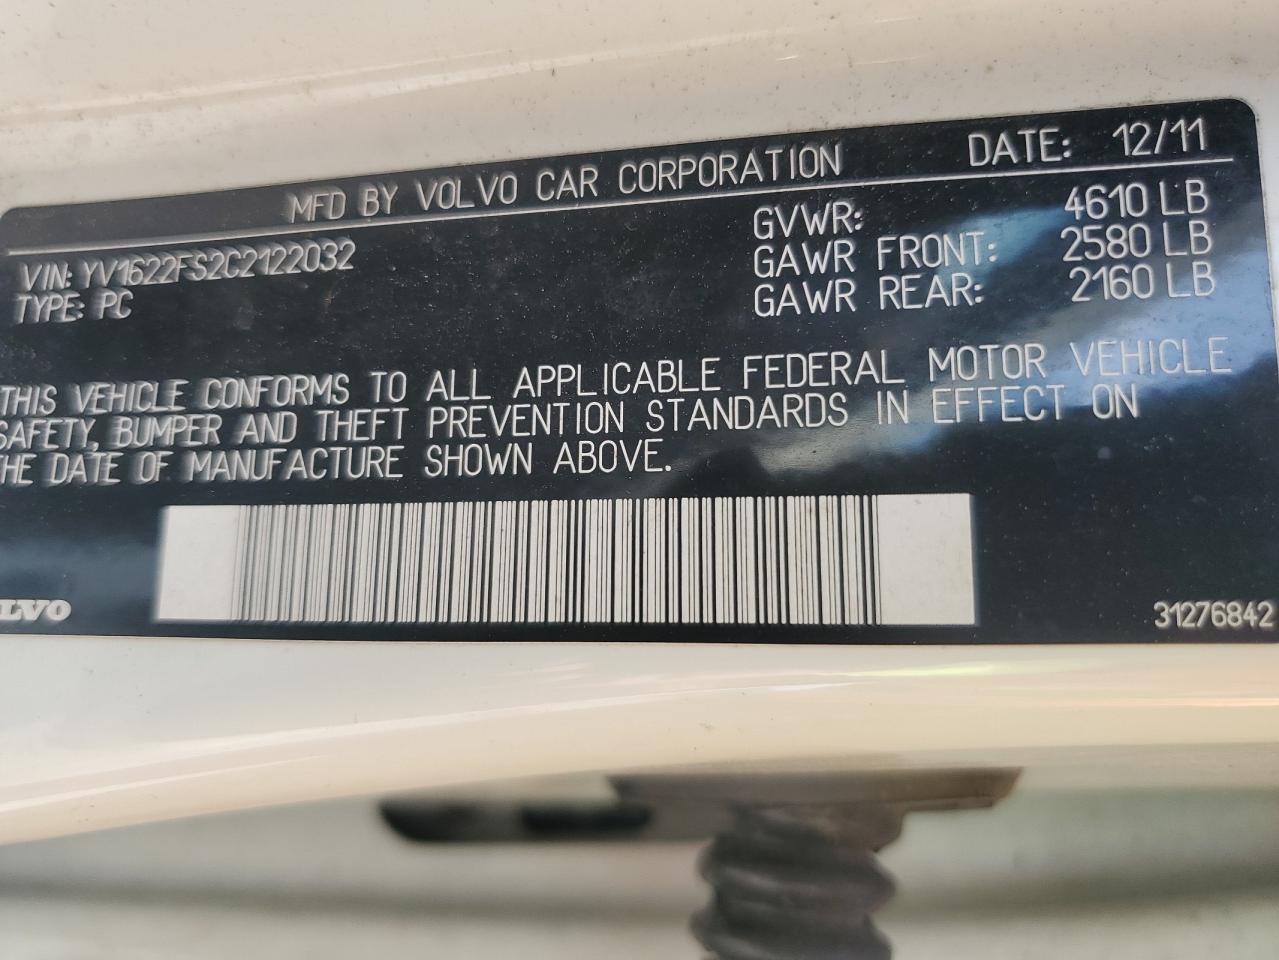 MFD BY VOLVO CAR CORPORATION DATE: 12/11
VIN: YV1622FS2C2122032 GVWR: 4610 LB
TYPE: PC GAWR FRONT: 2580 LB
GAWR REAR: 2160 LB
THIS VEHICLE CONFORMS TO ALL APPLICABLE FEDERAL MOTOR VEHICLE
SAFETY, BUMPER AND THEFT PREVENTION STANDARDS IN EFFECT ON
HE DATE OF MANUFACTURE SHOWN ABOVE.
LVO 31276842